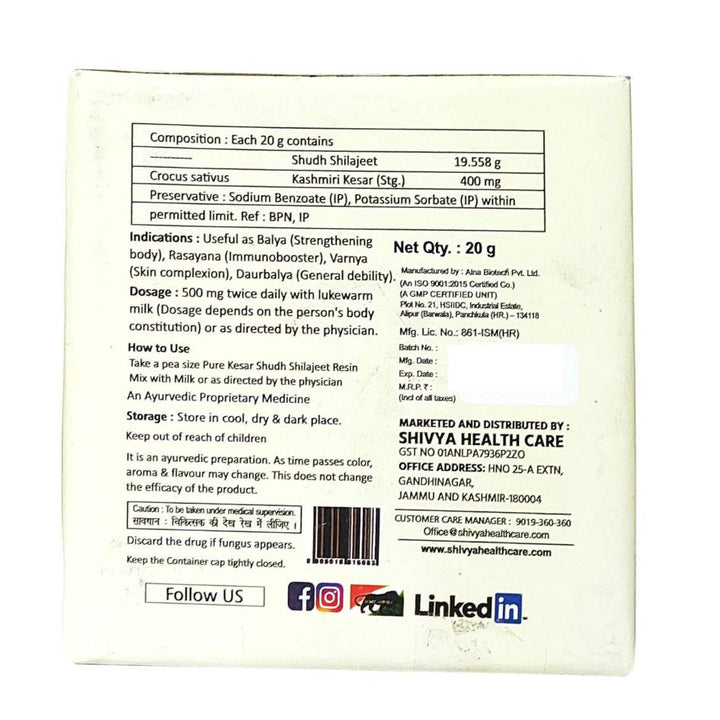 Composition : Each 20 g contains
---------- Shudh Shilajeet 19.558 g
Crocus sativus Kashmiri Kesar (Stg.) 400 mg
Preservative : Sodium Benzoate (IP), Potassium Sorbate (IP) within
permitted limit. Ref : BPN, IP
Indications : Useful as Balya (Strengthening
body), Rasayana (Immunobooster), Varnya
(Skin complexion), Daurbalya (General debility).
Dosage : 500 mg twice daily with lukewarm
milk (Dosage depends on the person's body
constitution) or as directed by the physician.
How to Use
Take a pea size Pure Kesar Shudh Shilajeet Resin
Mix with Milk or as directed by the physician
An Ayurvedic Proprietary Medicine
Storage : Store in cool, dry & dark place.
Keep out of reach of children
It is an ayurvedic preparation. As time passes color,
aroma & flavour may change. This does not change
the efficacy of the product.
Caution : To be taken under medical supervision.
सावधान : चिकित्सक की देख रेख में लीजिए ।
Discard the drug if fungus appears.
Keep the Container cap tightly closed.
Net Qty. : 20 g
Manufactured by : Alna Biotech Pvt. Ltd.
(An ISO 9001:2015 Certified Co.)
(A GMP CERTIFIED UNIT)
Plot No. 21, HSIIDC, Industrial Estate,
Alipur (Barwala), Panchkula (HR.) – 134118
Mfg. Lic. No.: 861-ISM(HR)
Batch No. :
Mfg. Date :
Exp. Date :
M.R.P. ₹ :
(Incl of all taxes)
MARKETED AND DISTRIBUTED BY :
SHIVYA HEALTH CARE
GST NO 01ANLPA7936P2ZO
OFFICE ADDRESS: HNO 25-A EXTN,
GANDHINAGAR,
JAMMU AND KASHMIR-180004
CUSTOMER CARE MANAGER : 9019-360-360
Office@shivyahealthcare.com
www.shivyahealthcare.com
Follow US
Linked in